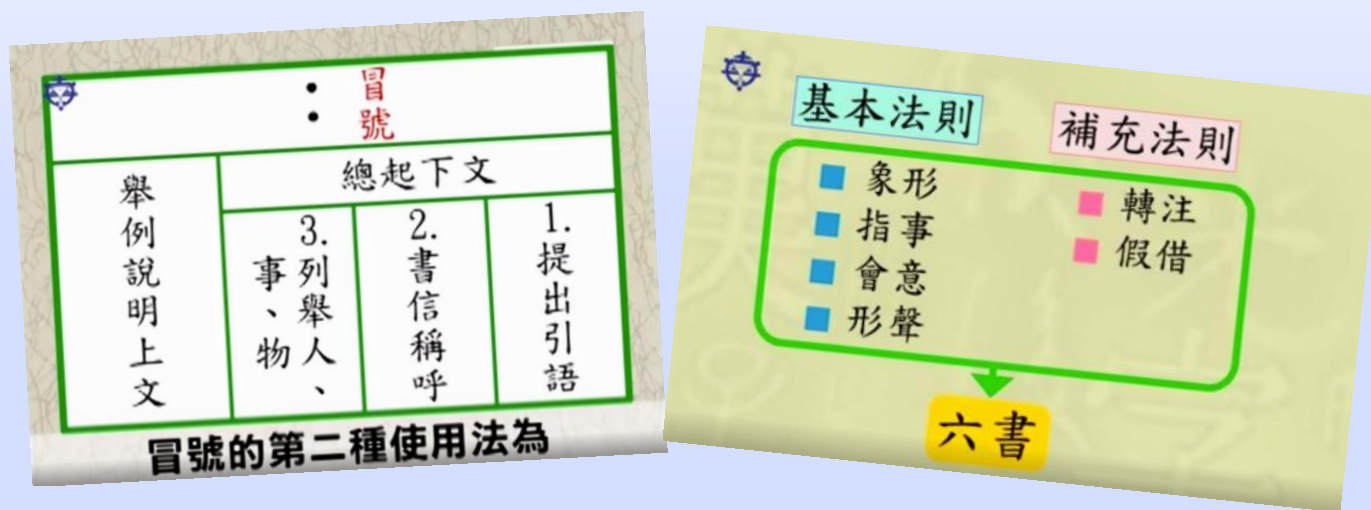 冒號
：
總起下文
1.提出引語
2.書信稱呼
3.列舉人、
事、物
舉例說明上文
冒號的第二種使用法為
基本法則
補充法則
象形
指事
會意
形聲
轉注
假借
六書